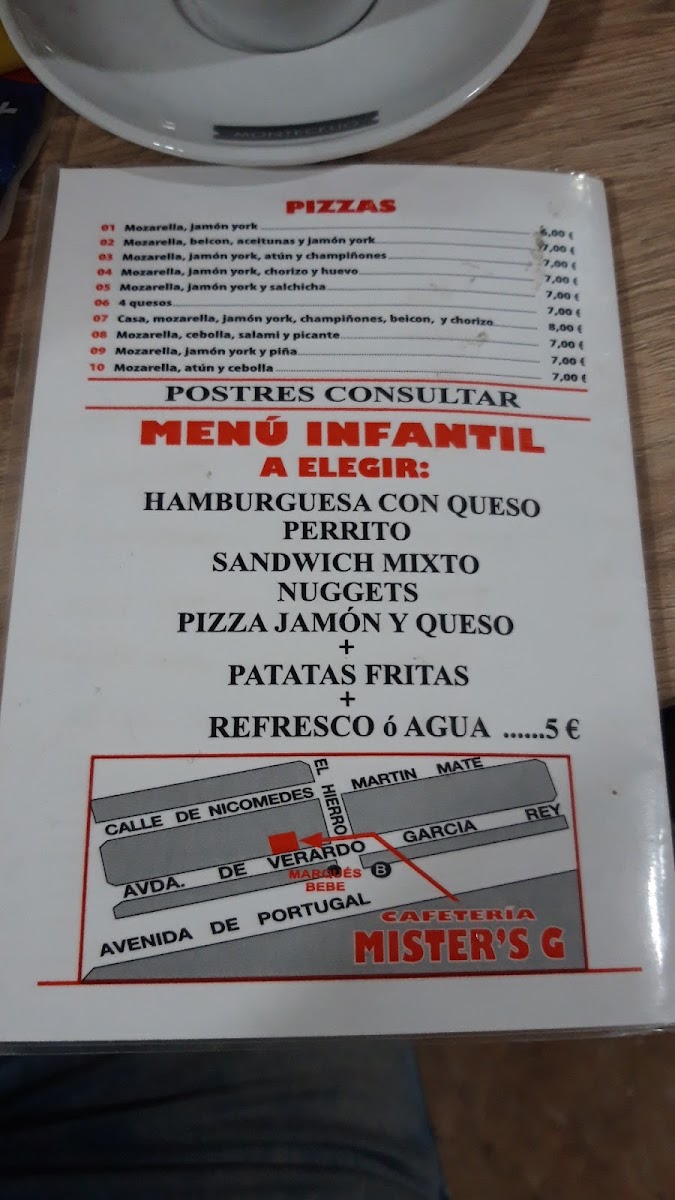 MONTECELIO
PIZZAS
01 Mozarella, jamón york 6,00 €
02 Mozarella, beicon, aceitunas y jamón york 7,00 €
03 Mozarella, jamón york, atún y champiñones 7,00 €
04 Mozarella, jamón york, chorizo y huevo 7,00 €
05 Mozarella, jamón york y salchicha 7,00 €
06 4 quesos 7,00 €
07 Casa, mozarella, jamón york, champiñones, beicon, y chorizo 8,00 €
08 Mozarella, cebolla, salami y picante 7,00 €
09 Mozarella, jamón york y piña 7,00 €
10 Mozarella, atún y cebolla 7,00 €
POSTRES CONSULTAR
MENÚ INFANTIL
A ELEGIR:
HAMBURGUESA CON QUESO
PERRITO
SANDWICH MIXTO
NUGGETS
PIZZA JAMÓN Y QUESO
+
PATATAS FRITAS
+
REFRESCO ó AGUA ......5 €
CALLE DE NICOMEDES
EL HIERRO
MARTIN MATE
AVDA. DE VERARDO GARCIA REY
MARQUÉS
BEBE
B
AVENIDA DE PORTUGAL
CAFETERÍA
MISTER'S G